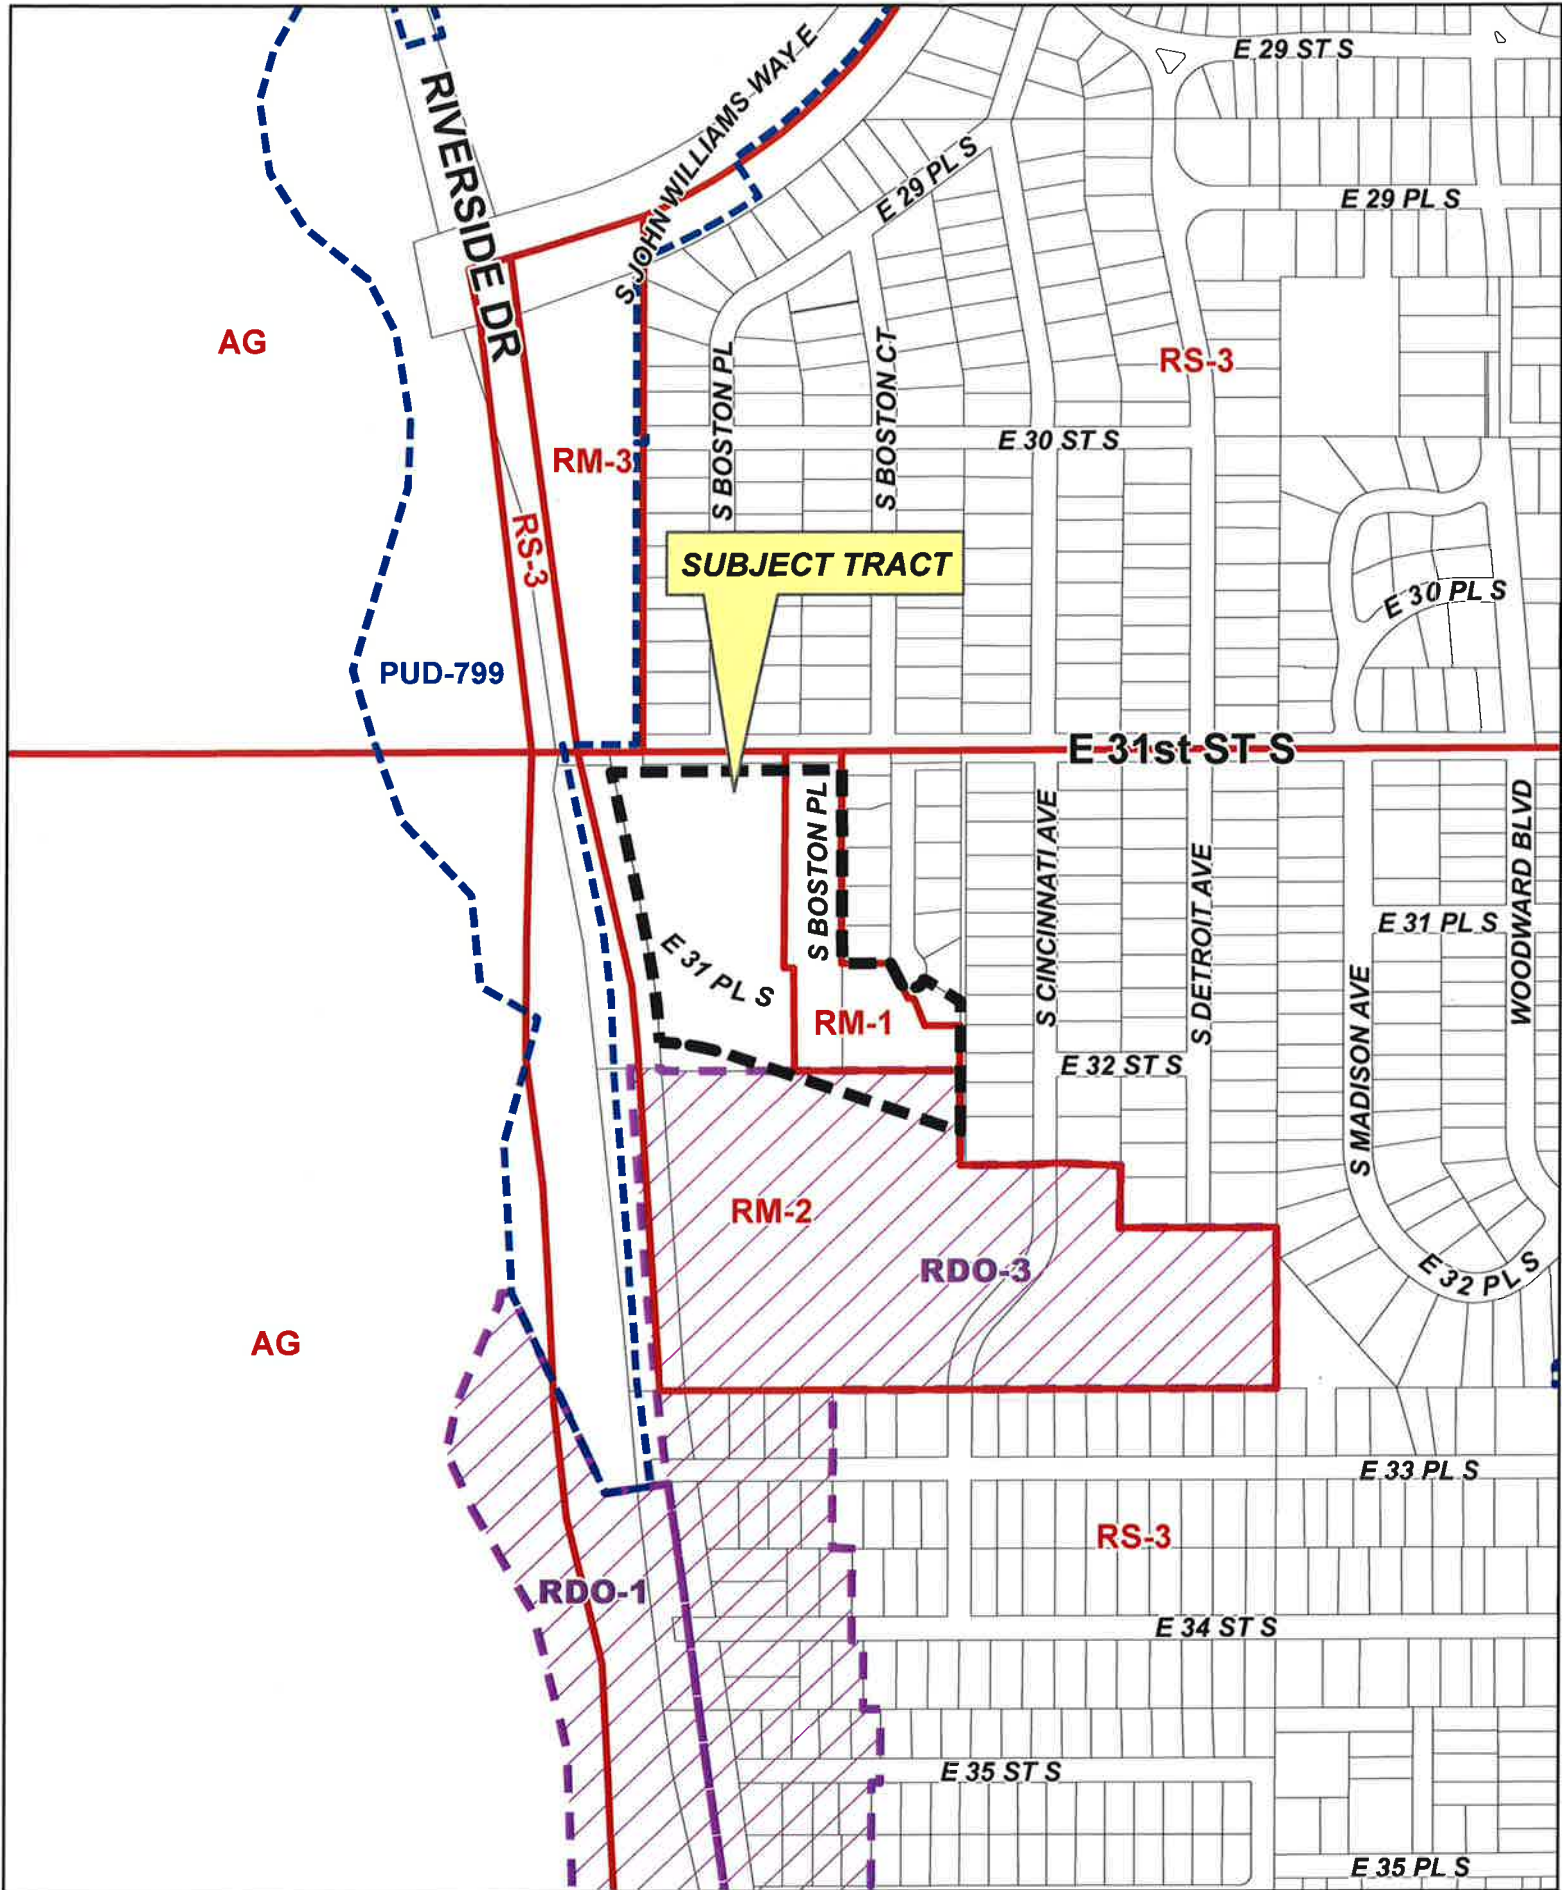 E 29 ST S
RIVERSIDE DR
S JOHN WILLIAMS WAY E
E 29 PL S
E 29 PL S
AG
RS-3
S BOSTON PL
S BOSTON CT
E 30 ST S
RM-3
RS-3
SUBJECT TRACT
E 30 PL S
PUD-799
E 31st ST S
S BOSTON PL
S CINCINNATI AVE
S DETROIT AVE
WOODWARD BLVD
E 31 PL S
E 31 PL S
S MADISON AVE
RM-1
E 32 ST S
RM-2
RDO-3
E 32 PL S
AG
E 33 PL S
RS-3
RDO-1
E 34 ST S
E 35 ST S
E 35 PL S